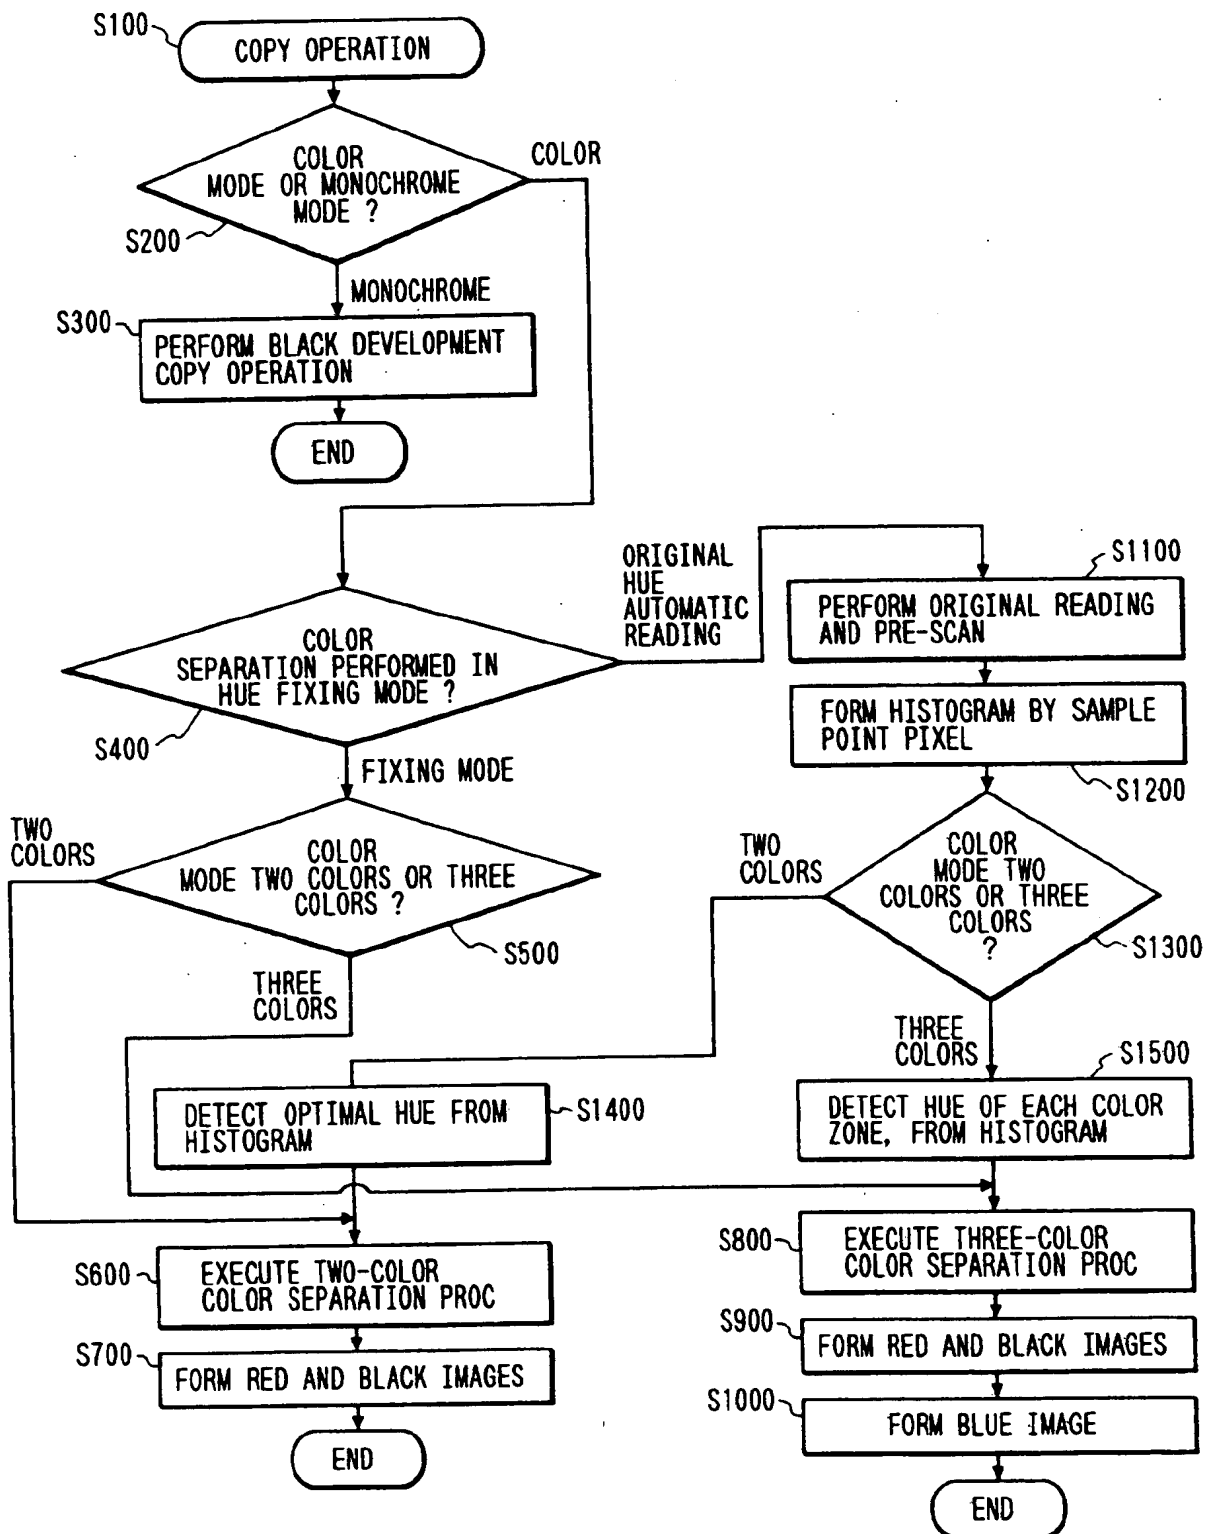 S100
COPY OPERATION
COLOR
MODE OR MONOCHROME
MODE ?
COLOR
S200
MONOCHROME
S300
PERFORM BLACK DEVELOPMENT
COPY OPERATION
END
ORIGINAL
HUE
AUTOMATIC
READING
S1100
PERFORM ORIGINAL READING
AND PRE-SCAN
COLOR
SEPARATION PERFORMED IN
HUE FIXING MODE ?
S400
FORM HISTOGRAM BY SAMPLE
POINT PIXEL
S1200
FIXING MODE
TWO
COLORS
COLOR
MODE TWO COLORS OR THREE
COLORS ?
S500
THREE
COLORS
TWO
COLORS
COLOR
MODE TWO
COLORS OR THREE
COLORS
?
S1300
THREE
COLORS
S1500
DETECT OPTIMAL HUE FROM
HISTOGRAM
S1400
DETECT HUE OF EACH COLOR
ZONE, FROM HISTOGRAM
S600
EXECUTE TWO-COLOR
COLOR SEPARATION PROC
S800
EXECUTE THREE-COLOR
COLOR SEPARATION PROC
S700
FORM RED AND BLACK IMAGES
S900
FORM RED AND BLACK IMAGES
S1000
FORM BLUE IMAGE
END
END